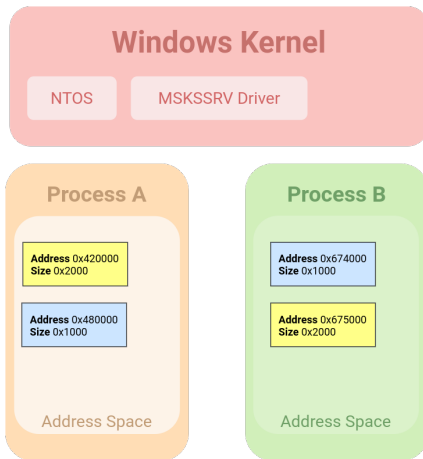 Windows Kernel
NTOS
MSKSSRV Driver
Process A
Address 0x420000
Size 0x2000
Address 0x480000
Size 0x1000
Address Space
Process B
Address 0x674000
Size 0x1000
Address 0x675000
Size 0x2000
Address Space